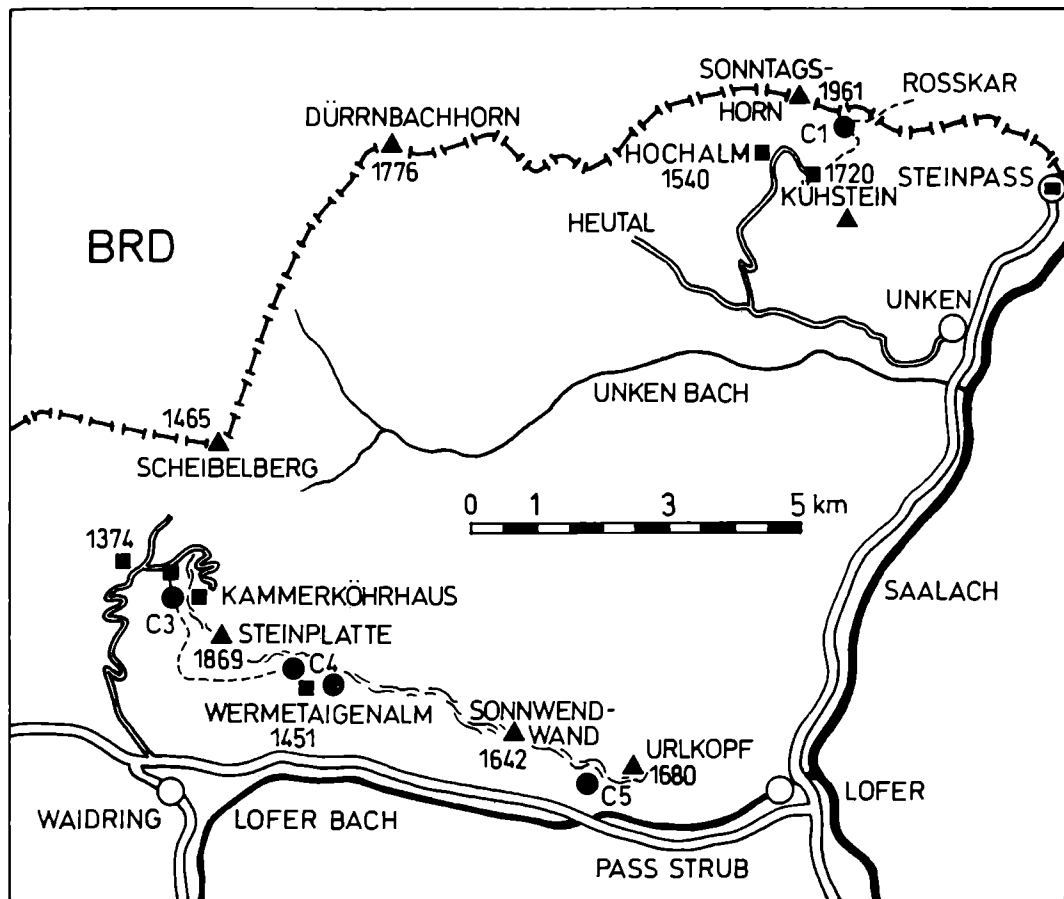 SONNTAGS-
HORN
1961
ROSSKAR
DÜRRNBACHHORN
1776
C1
HOCHALM
1540
1720
KÜHSTEIN
STEINPASS
HEUTAL
BRD
UNKEN
UNKEN BACH
1465
SCHEIBELBERG
0 1 3 5 km
1374
KAMMERKÖHRHAUS
C3
STEINPLATTE
1869
C4
WERMETAIGENALM
1451
SONNWEND-
WAND
1642
URLKOPF
1680
C5
SAALACH
WAIDRING
LOFER BACH
LOFER
PASS STRUB